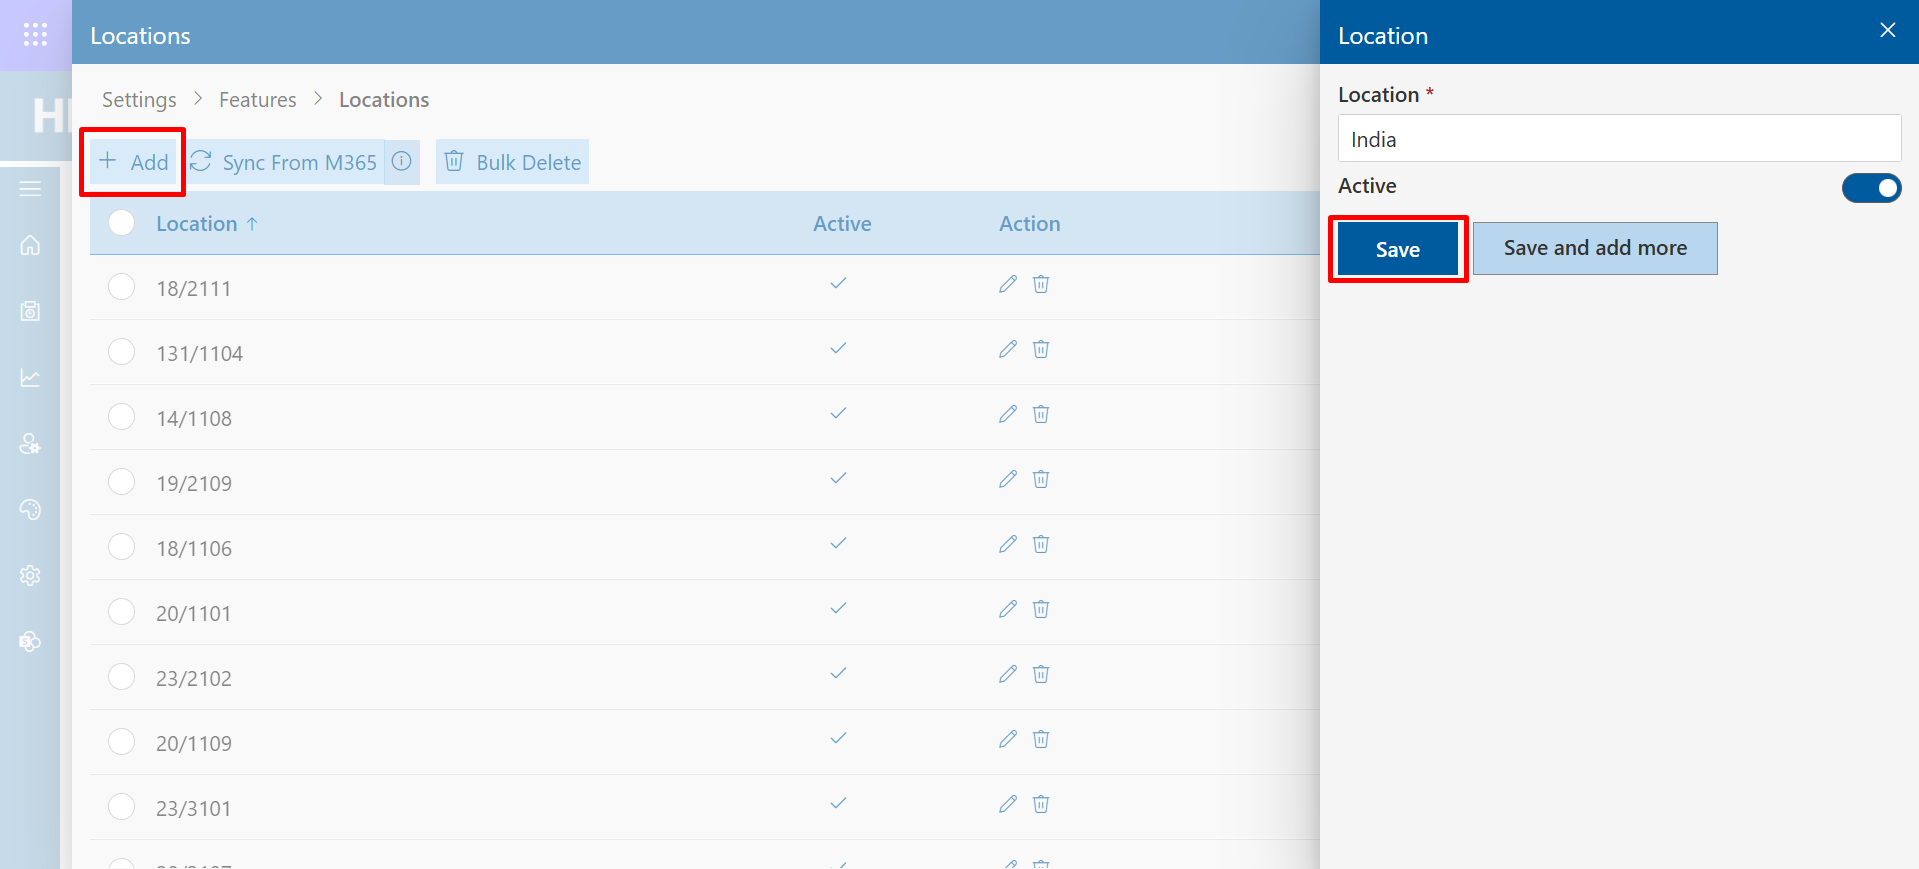 Locations
Settings > Features > Locations
+ Add Sync From M365 Bulk Delete
Location ↑ Active Action
18/2111
131/1104
14/1108
19/2109
18/1106
20/1101
23/2102
20/1109
23/3101
Location
Location *
India
Active
Save Save and add more